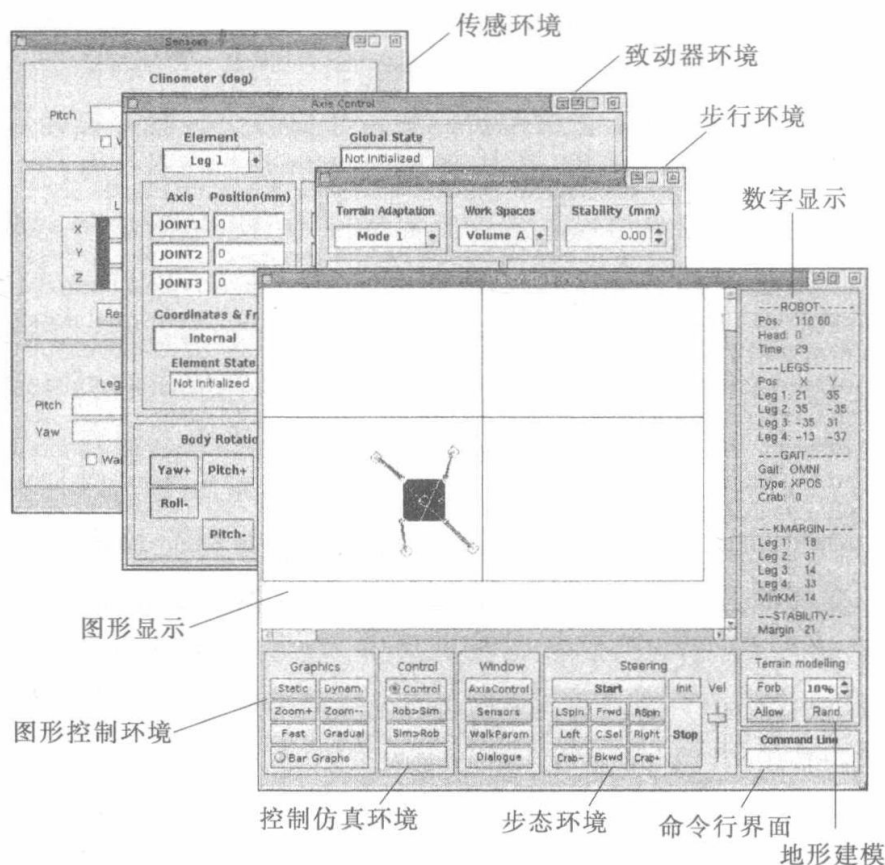 传感环境
致动器环境
步行环境
数字显示
Sensors
Clinometer (deg)
Pitch
X
Y
Z
Pitch
Yaw
Axis Control
Element
Global State
Leg 1
Not Initialized
Axis Position(mm)
JOINT1 0
JOINT2 0
JOINT3 0
Internal
Element State
Not Initialized
Yaw+ Pitch+
Roll-
Pitch-
Terrain Adaptation
Work Spaces
Stability (mm)
Mode 1
Volume A
0.00
---ROBOT-----
Pos: 110 60
Head: 0
Time: 29
---LEGS-----
Pos X Y
Leg 1: 21 35
Leg 2: 35 -35
Leg 3: -35 31
Leg 4: -13 -37
---GAIT------
Gait: OMNI
Type: XPOS
Crab: 0
---KMARGIN----
Leg 1: 18
Leg 2: 31
Leg 3: 14
Leg 4: 33
MinKM: 14
--STABILITY--
Margin 21
图形显示
Graphics
Static Dynam.
Zoom+ Zoom--
Fast Gradual
Bar Graphs
Control
Control
Rob>Sim
Sim>Rob
Window
AxisControl
Sensors
WalkParam
Dialogue
Steering
Start Init Vel
LSpin Frwd RSpin
Left C.Sel Right Stop
Crab- Bkwd Crab+
Terrain modelling
Forb. 10%
Allow Rand.
Command Line
图形控制环境
控制仿真环境
步态环境
命令行界面
地形建模